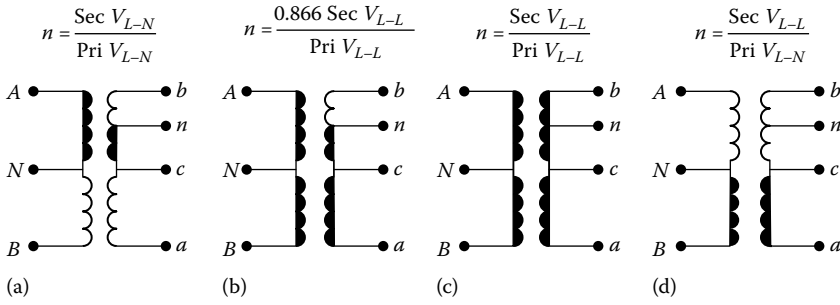 n = Sec V_{L–N} / Pri V_{L–N}
n = 0.866 Sec V_{L–L} / Pri V_{L–L}
n = Sec V_{L–L} / Pri V_{L–L}
n = Sec V_{L–L} / Pri V_{L–N}
A b A b A b A b
n n n n
N c N c N c N c
B a B a B a B a
(a) (b) (c) (d)